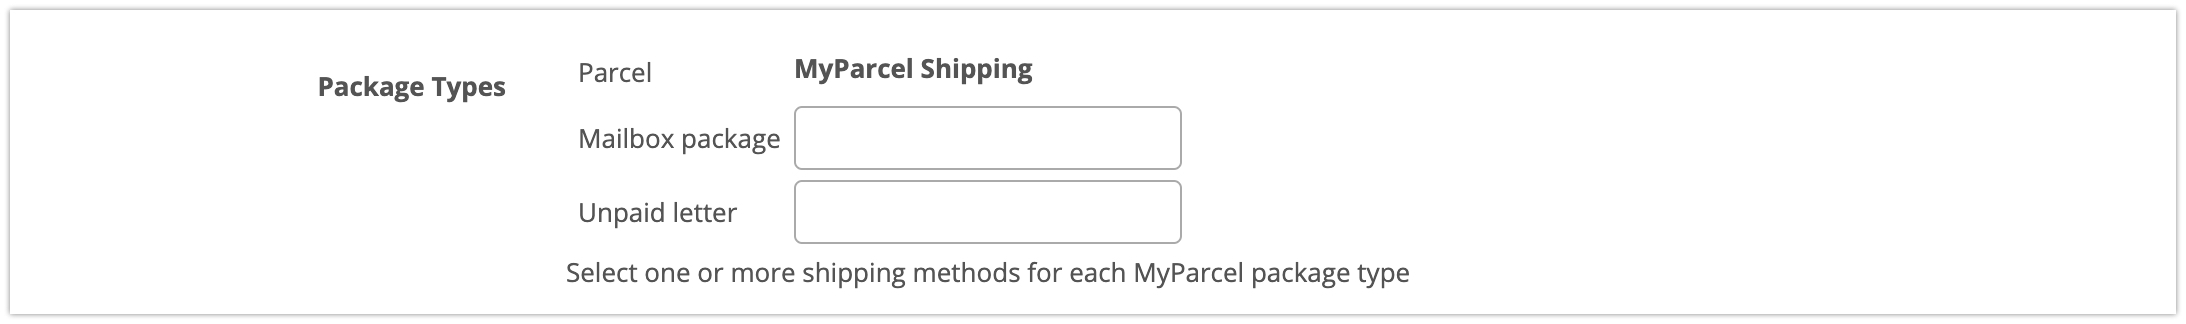 Package Types
Parcel MyParcel Shipping
Mailbox package
Unpaid letter
Select one or more shipping methods for each MyParcel package type